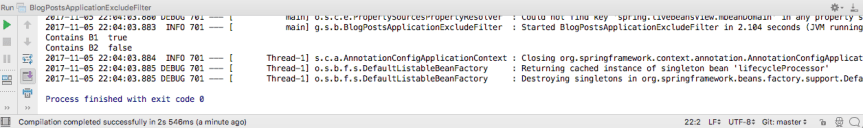 Run BlogPostsApplicationExcludeFilter
2017-11-05 22:04:03.880 DEBUG 701 --- [ main] o.s.c.e.PropertySourcesPropertyResolver : Could not find key 'spring.liveBeansView.mbeanDomain' in any property s
2017-11-05 22:04:03.883 INFO 701 --- [ main] g.s.b.BlogPostsApplicationExcludeFilter : Started BlogPostsApplicationExcludeFilter in 2.104 seconds (JVM running
Contains B1 true
Contains B2 false
2017-11-05 22:04:03.884 INFO 701 --- [ Thread-1] s.c.a.AnnotationConfigApplicationContext : Closing org.springframework.context.annotation.AnnotationConfigApplicat
2017-11-05 22:04:03.885 DEBUG 701 --- [ Thread-1] o.s.b.f.s.DefaultListableBeanFactory : Returning cached instance of singleton bean 'lifecycleProcessor'
2017-11-05 22:04:03.885 DEBUG 701 --- [ Thread-1] o.s.b.f.s.DefaultListableBeanFactory : Destroying singletons in org.springframework.beans.factory.support.Defa
Process finished with exit code 0
Compilation completed successfully in 2s 546ms (a minute ago) 22:2 LF÷ UTF-8÷ Git: master÷